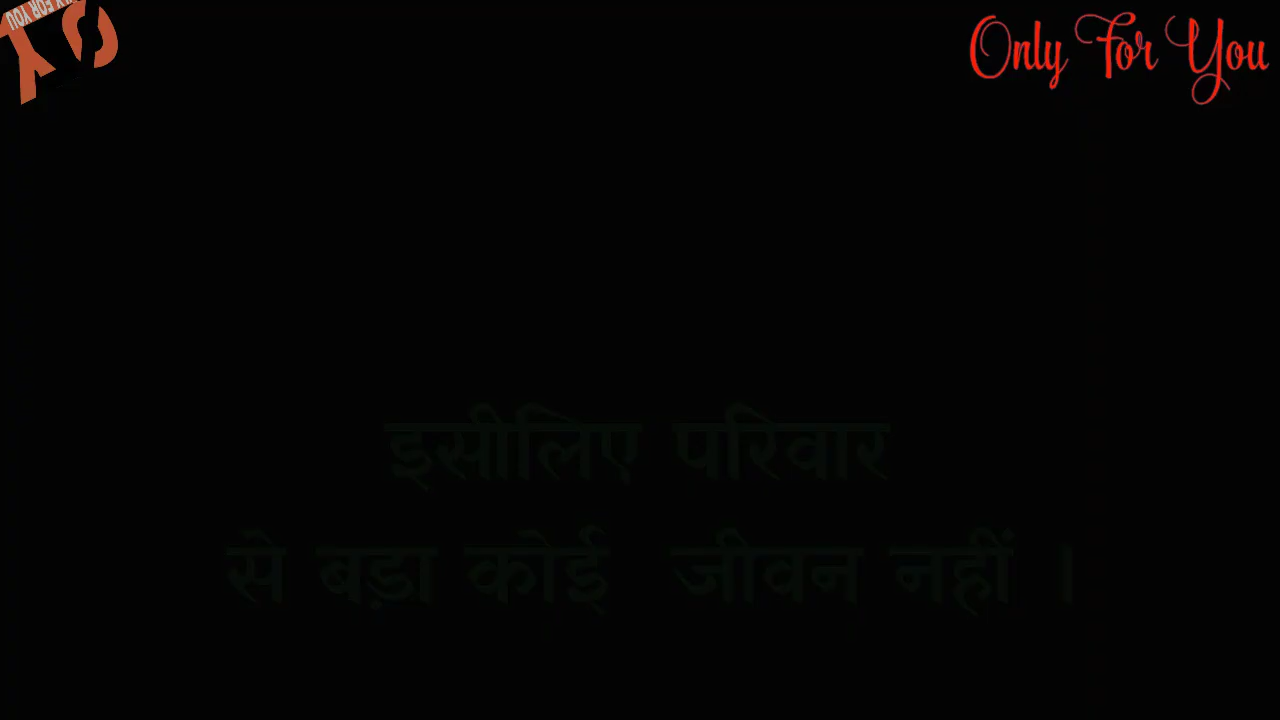 Only For You
इसीलिए परिवार
से बड़ा कोई जीवन नहीं ।